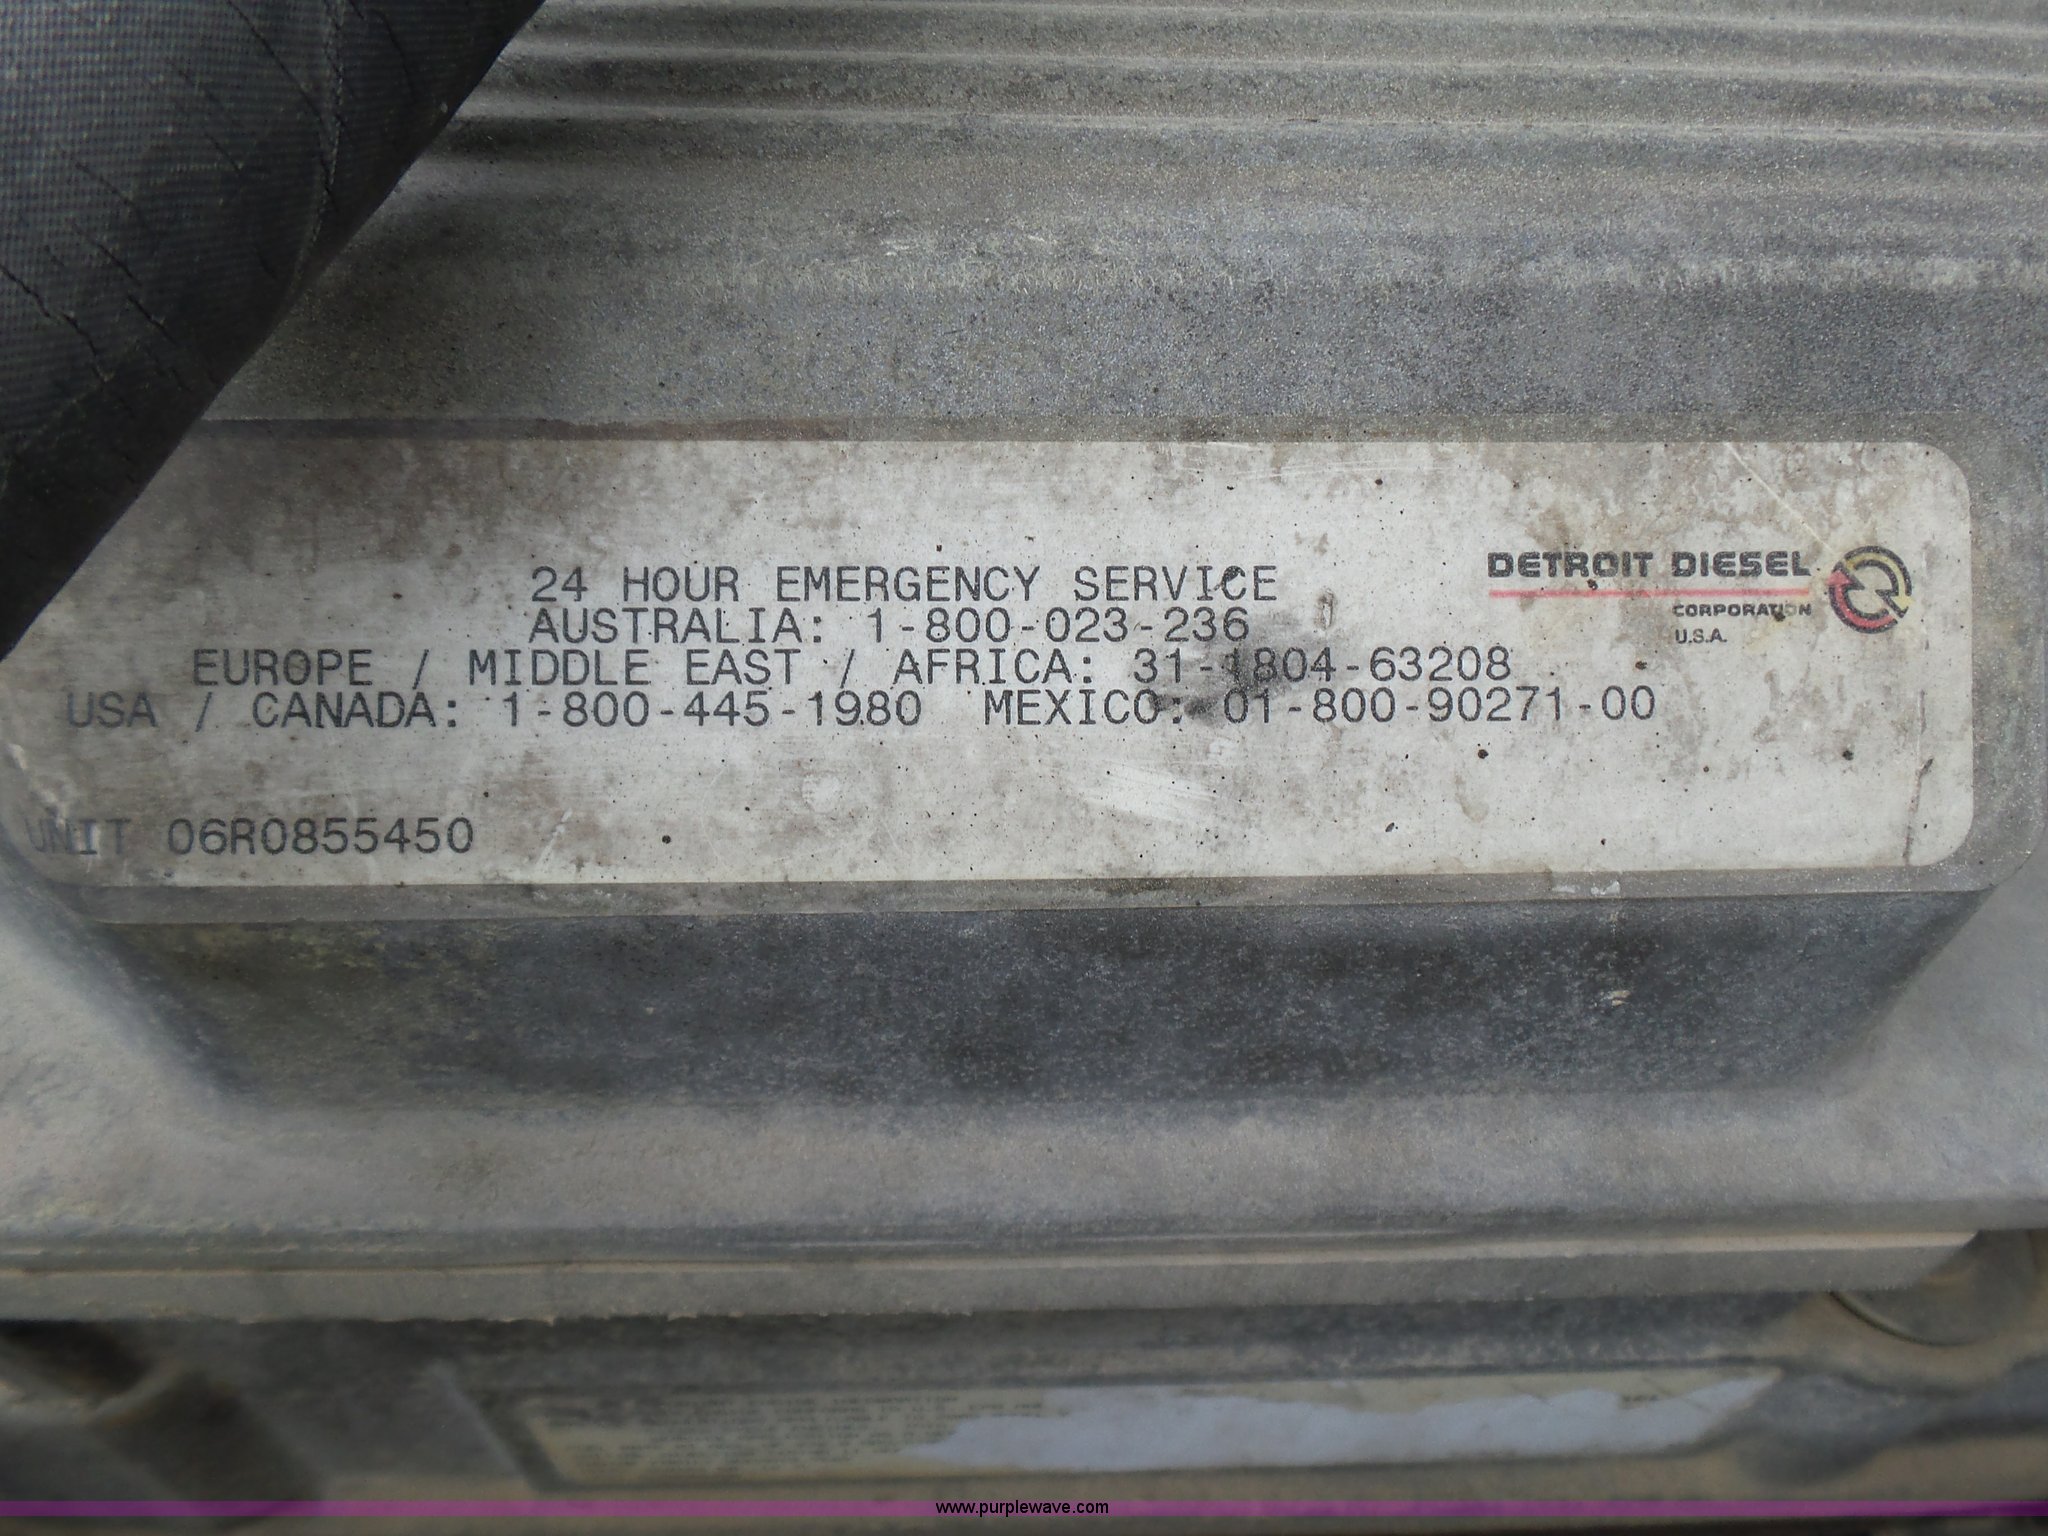 24 HOUR EMERGENCY SERVICE
AUSTRALIA: 1-800-023-236
EUROPE / MIDDLE EAST / AFRICA: 31-1804-63208
USA / CANADA: 1-800-445-1980 MEXICO: 01-800-90271-00
UNIT 06R0855450
DETROIT DIESEL
CORPORATION
U.S.A.
www.purplewave.com